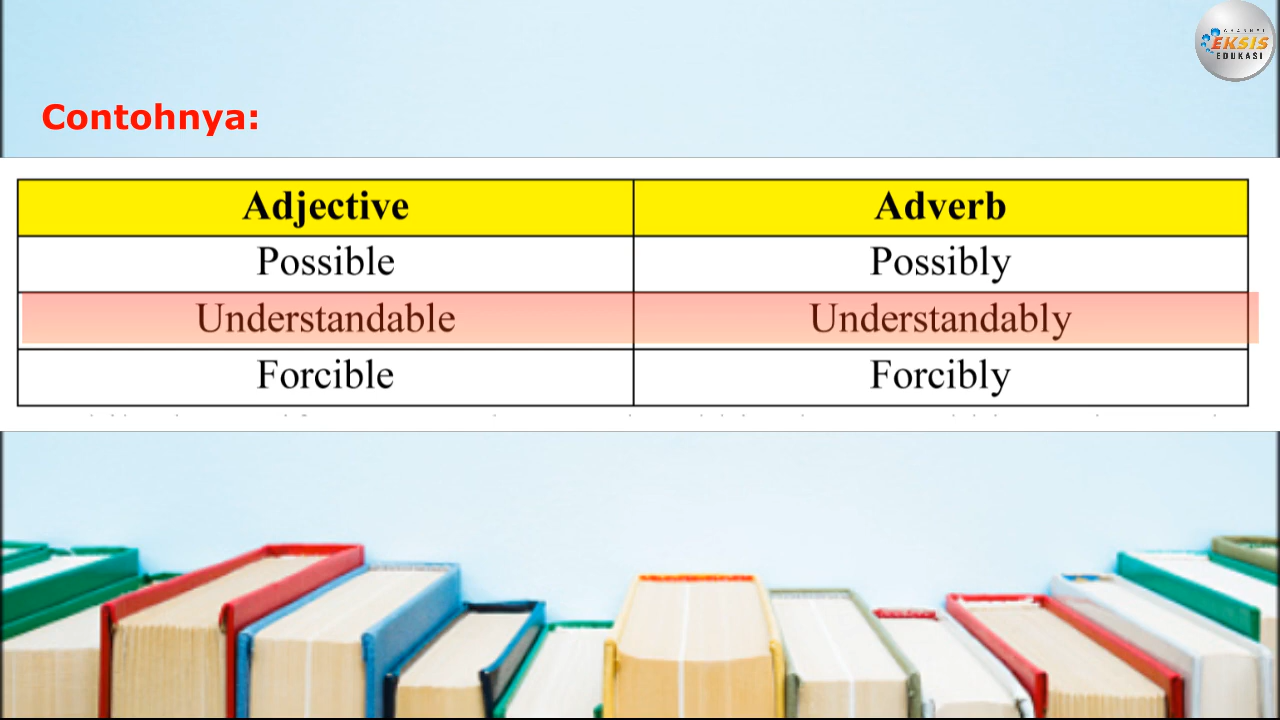 EKSIS
EDUKASI
Contohnya:
Adjective Adverb
Possible Possibly
Understandable Understandably
Forcible Forcibly